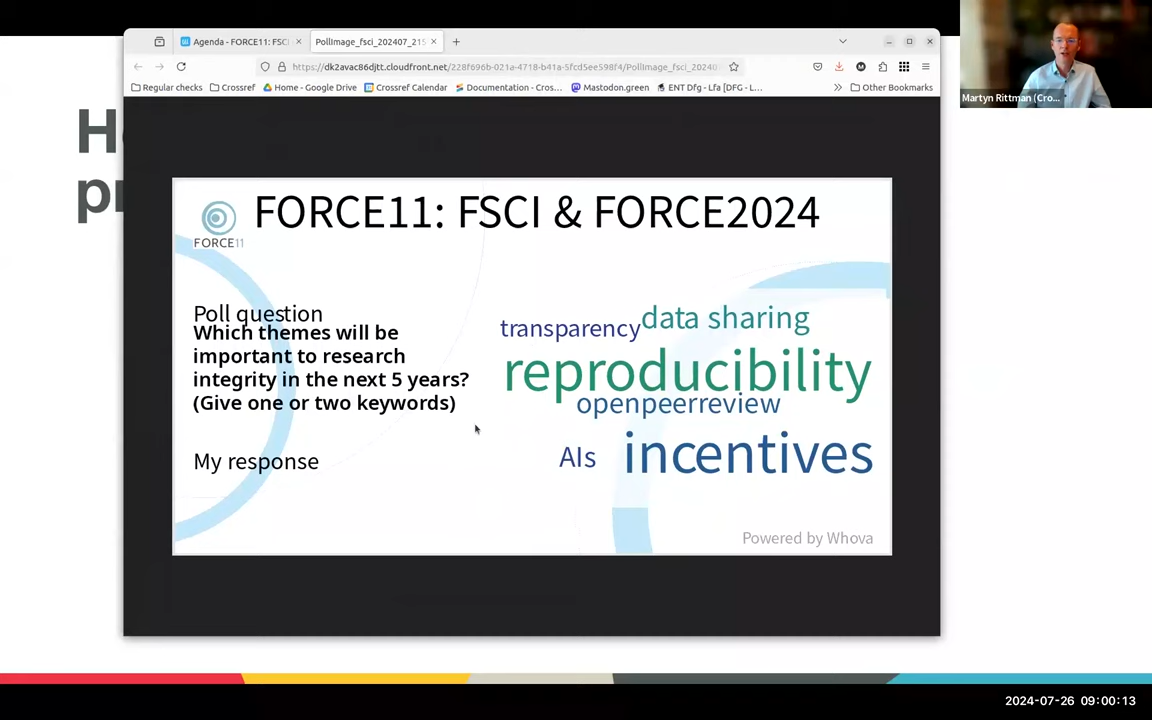 Agenda - FORCE11: FSCI
PollImage_fsci_202407_215
https://dk2avac86djtt.cloudfront.net/228f696b-021a-4718-b41a-5fcd5ee598f4/PollImage_fsci_20240
Regular checks
Crossref
Home - Google Drive
Crossref Calendar
Documentation - Cros...
Mastodon.green
ENT Dfg - Lfa [DFG - L...
Other Bookmarks
Martyn Rittman (Cro...
FORCE11
FORCE11: FSCI & FORCE2024
Poll question
Which themes will be
important to research
integrity in the next 5 years?
(Give one or two keywords)
My response
transparency
data sharing
reproducibility
openpeerreview
AIs
incentives
Powered by Whova
2024-07-26 09:00:13